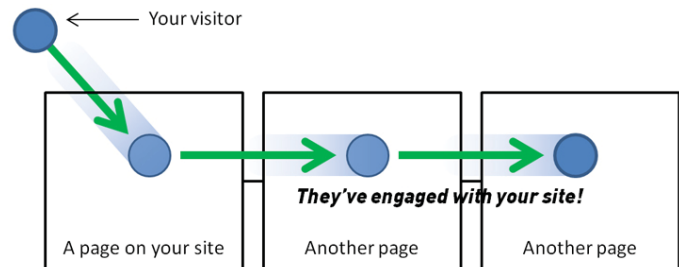 Your visitor
They've engaged with your site!
A page on your site
Another page
Another page